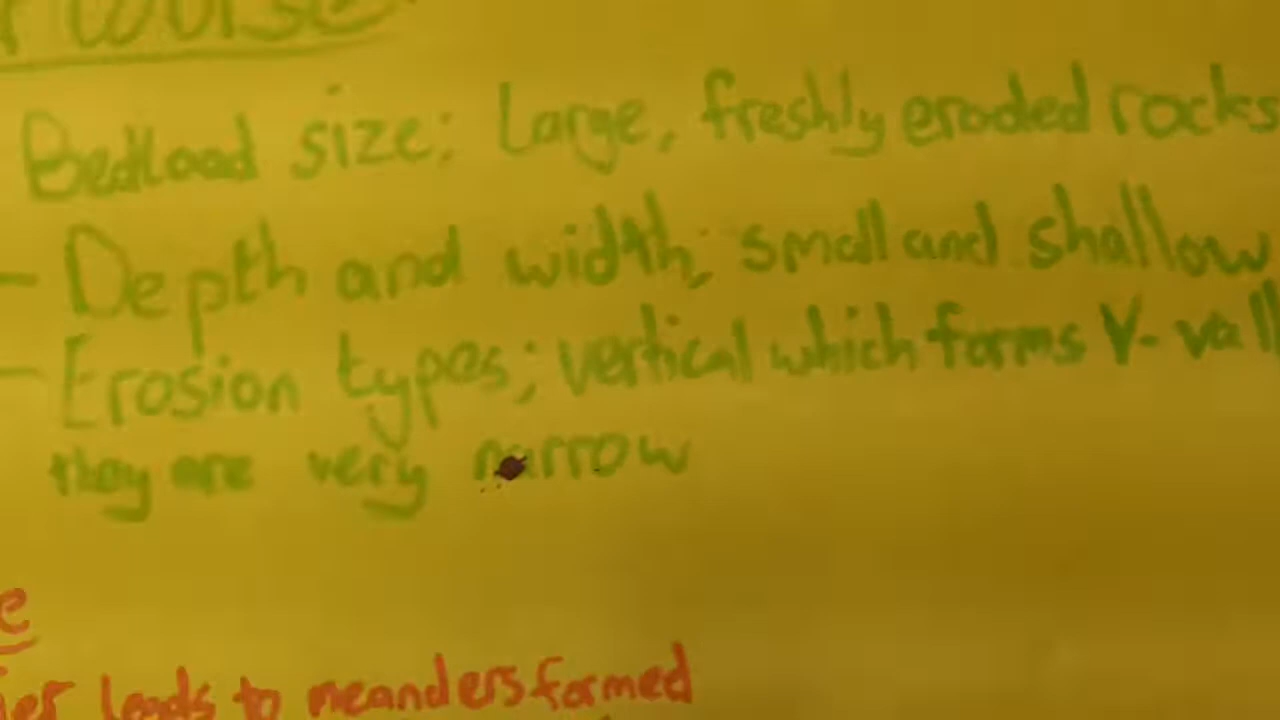 r course
Bedload size: Large, freshly eroded rocks
- Depth and width; small and shallow
- Erosion types; vertical which forms V-vall
they are very narrow
e
ier leads to meanders formed